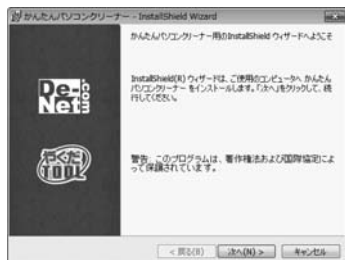 かんたんパソコンクリーナー - InstallShield Wizard
かんたんパソコンクリーナー用のInstallShield ウィザードへようこそ
InstallShield(R) ウィザードは、ご使用のコンピュータへ かんたん
パソコンクリーナー をインストールします。「次へ」をクリックして、続
行してください。
警告: このプログラムは、著作権法および国際協定によ
って保護されています。
De-
Net
.com
やくだち
TOOL
< 戻る(B)
次へ(N) >
キャンセル